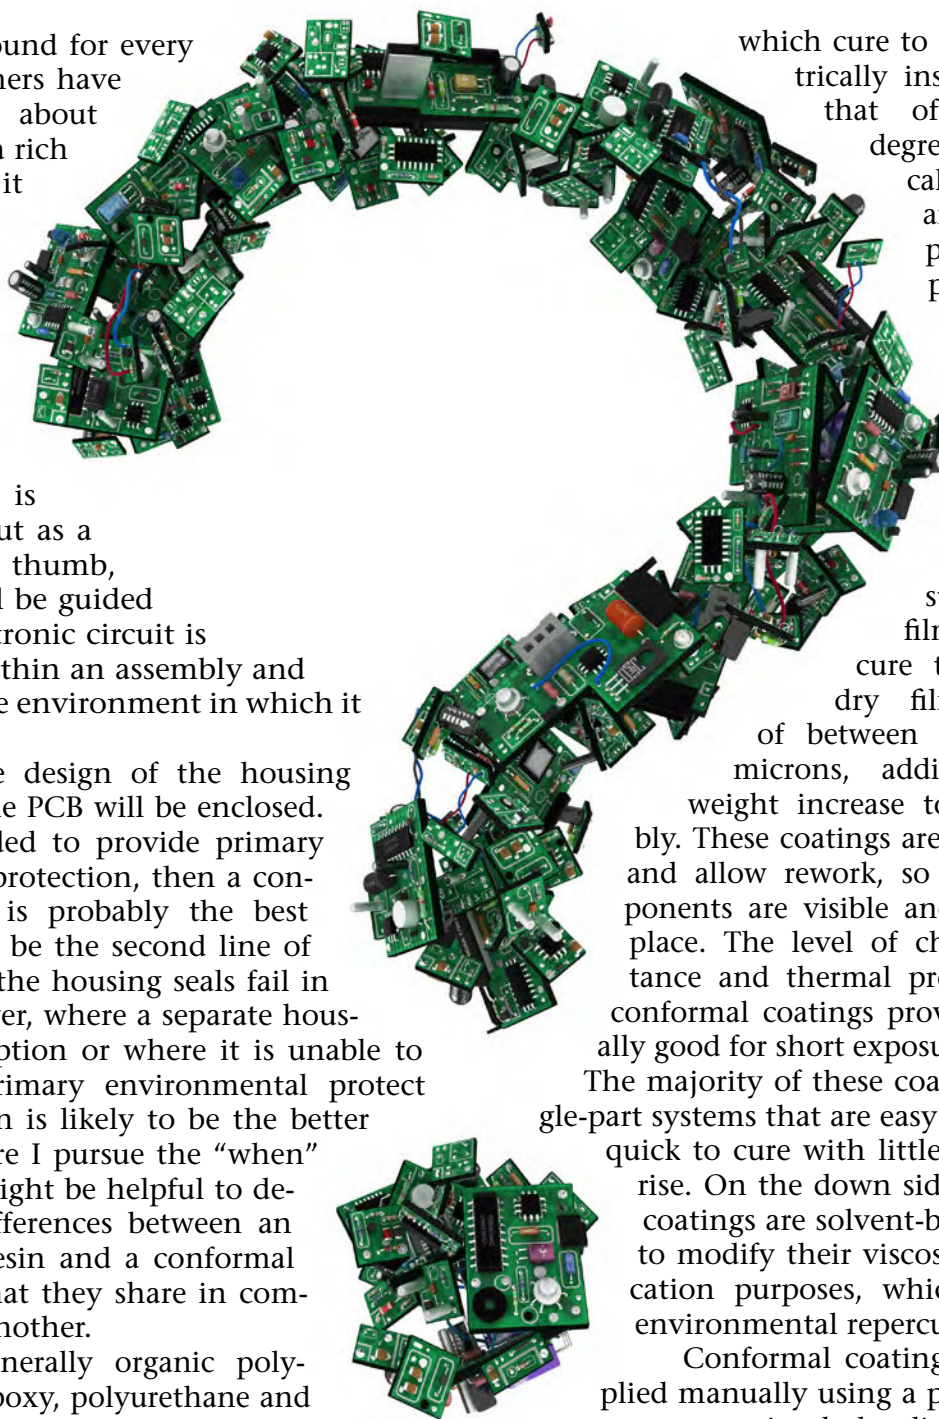 ound for every
ners have
about
a rich
it
is
ut as a
thumb,
l be guided
tronic circuit is
thin an assembly and
e environment in which it
e design of the housing
ne PCB will be enclosed.
ded to provide primary
protection, then a con-
is probably the best
be the second line of
the housing seals fail in
er, where a separate hous-
ption or where it is unable to
rimary environmental protect
n is likely to be the better
re I pursue the “when”
ight be helpful to de-
fferences between an
esin and a conformal
hat they share in com-
nother.
nerally organic poly-
poxy, polyurethane and
which cure to
trically ins
that of
degre
cal
a
p
p
s
film
cure t
dry fil
of between
microns, addi
weight increase to
bly. These coatings are
and allow rework, so
ponents are visible and
place. The level of ch
tance and thermal pro
conformal coatings prov
ally good for short exposu
The majority of these coa
gle-part systems that are easy
quick to cure with little
rise. On the down sid
coatings are solvent-b
to modify their viscos
cation purposes, whic
environmental repercu
Conformal coating
plied manually using a p